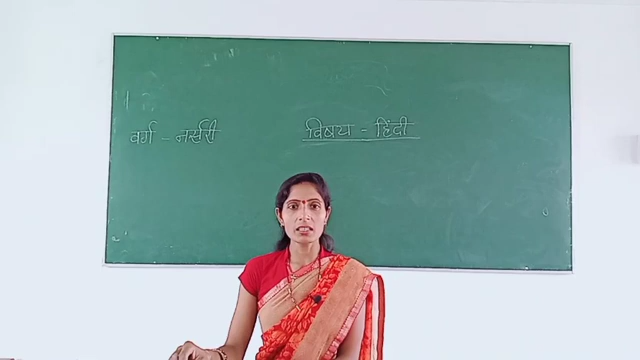 वर्ग - नर्सरी
विषय - हिंदी